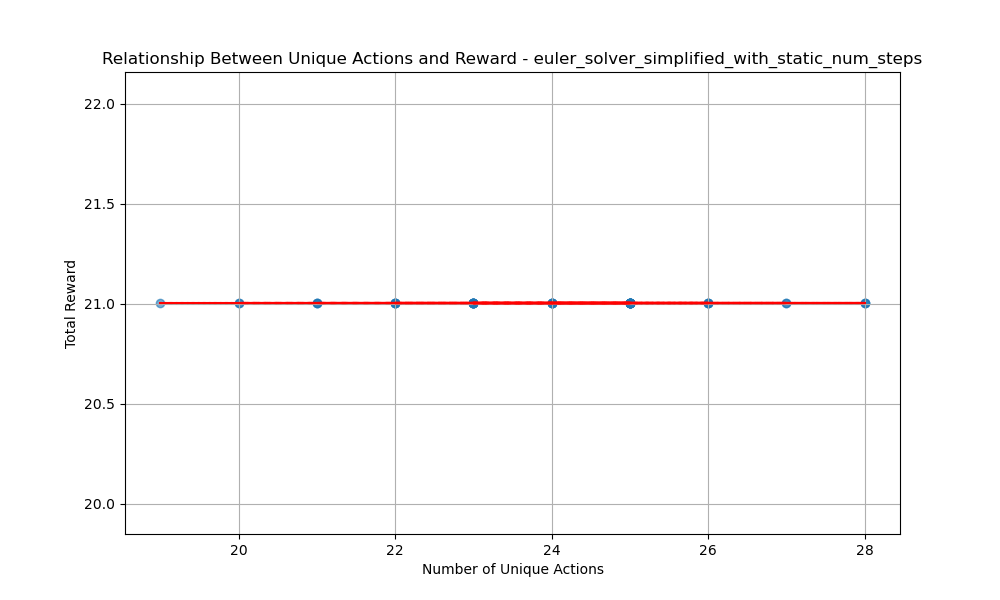 Relationship Between Unique Actions and Reward - euler_solver_simplified_with_static_num_steps
22.0
21.5
21.0
20.5
20.0
Total Reward
20 22 24 26 28
Number of Unique Actions